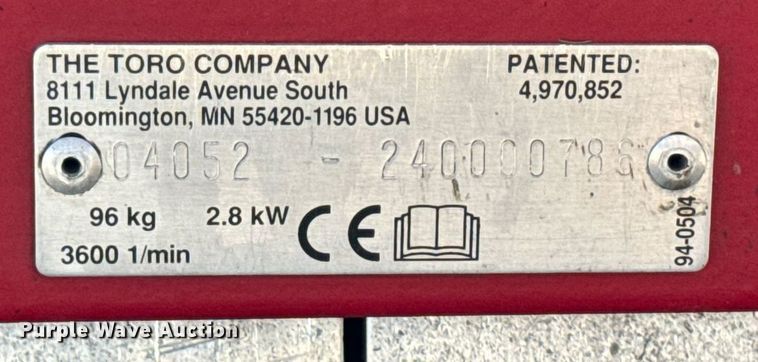 THE TORO COMPANY
8111 Lyndale Avenue South
Bloomington, MN 55420-1196 USA
PATENTED:
4,970,852
04052 - 240000786
96 kg 2.8 kW CE
3600 1/min
94-0504
Purple Wave Auction